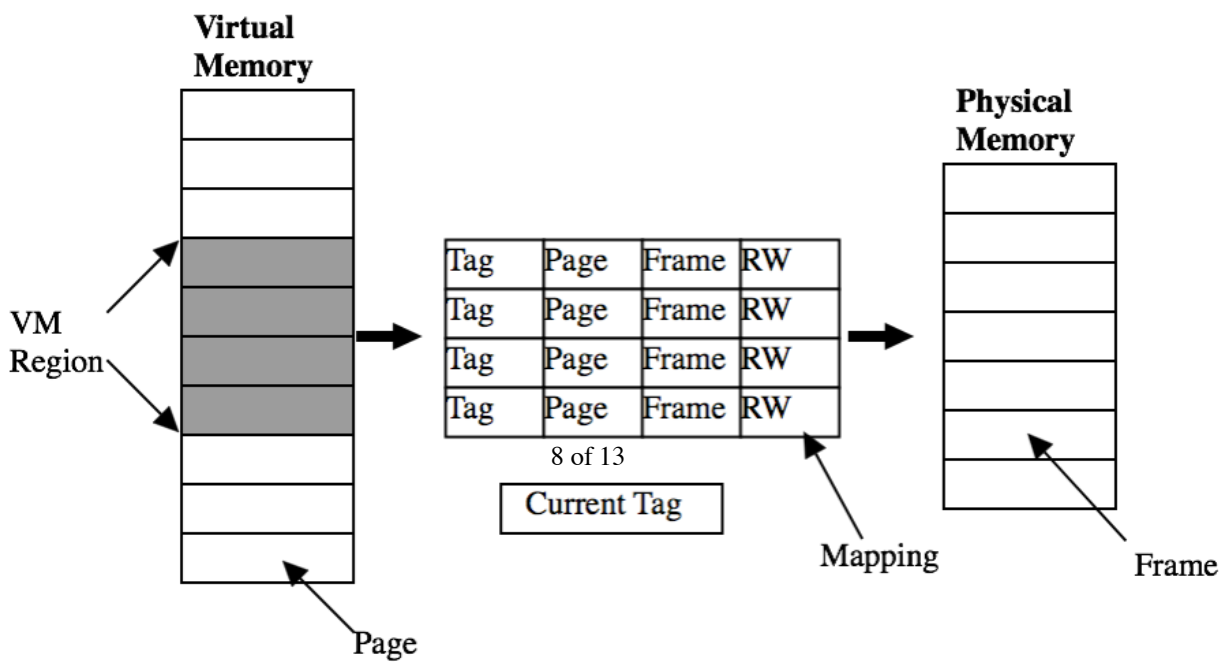 Virtual
Memory
Physical
Memory
Tag Page Frame RW
Tag Page Frame RW
Tag Page Frame RW
Tag Page Frame RW
VM
Region
8 of 13
Current Tag
Mapping
Frame
Page